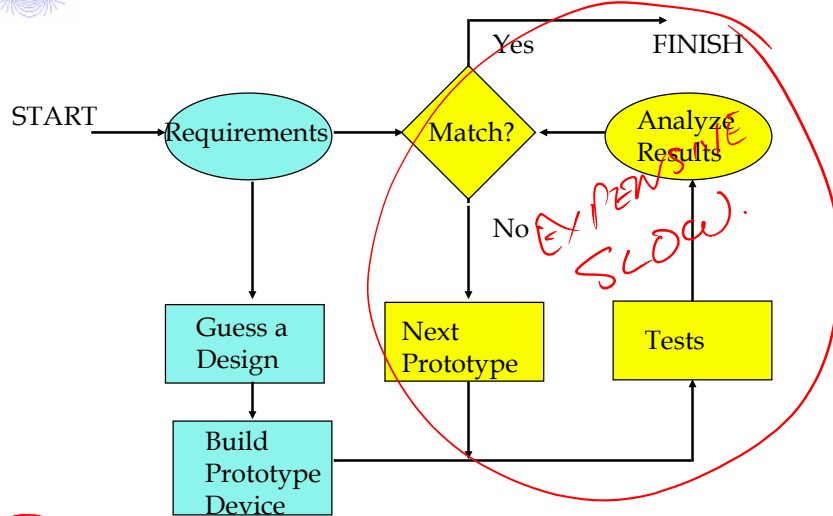 Yes
FINISH
START
Requirements
Match?
Analyze
Results
No
EXPENSIVE
SLOW.
Guess a
Design
Next
Prototype
Tests
Build
Prototype
Device